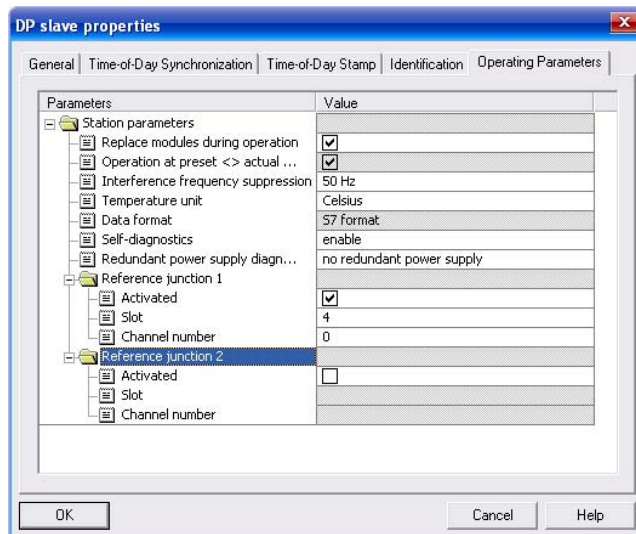 DP slave properties
General Time-of-Day Synchronization Time-of-Day Stamp Identification Operating Parameters
Parameters Value
Station parameters
Replace modules during operation
Operation at preset <> actual ...
Interference frequency suppression 50 Hz
Temperature unit Celsius
Data format S7 format
Self-diagnostics enable
Redundant power supply diagn... no redundant power supply
Reference junction 1
Activated
Slot 4
Channel number 0
Reference junction 2
Activated
Slot
Channel number
OK Cancel Help